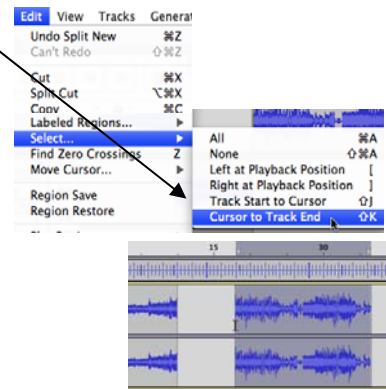 Edit View Tracks Generat
Undo Split New ⌘Z
Can't Redo ⇧⌘Z
Cut ⌘X
Split Cut ⌥⌘X
Copy ⌘C
Labeled Regions... ▶
Select... ▶
Find Zero Crossings Z
Move Cursor... ▶
Region Save
Region Restore
All ⌘A
None ⇧⌘A
Left at Playback Position [
Right at Playback Position ]
Track Start to Cursor ⇧J
Cursor to Track End ⇧K
15 30